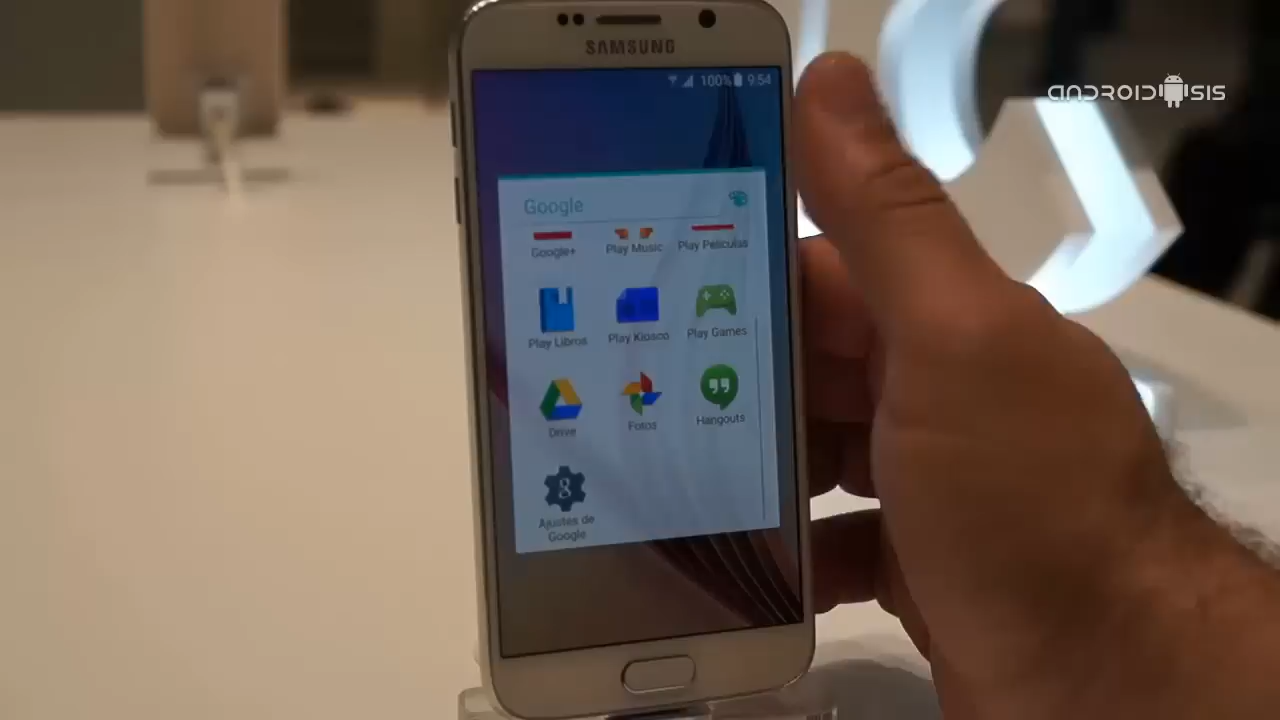 SAMSUNG
100% 9:54
ANDROIDSIS
Google
Google+ Play Music Play Películas
Play Libros Play Kiosco Play Games
Drive Fotos Hangouts
8
Ajustes de
Google